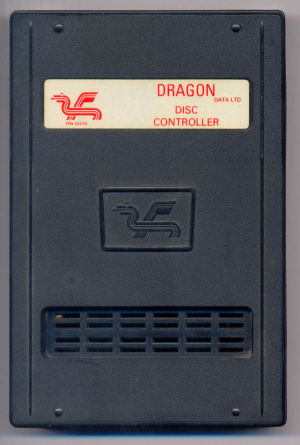 DRAGON
DATA LTD
DISC
CONTROLLER